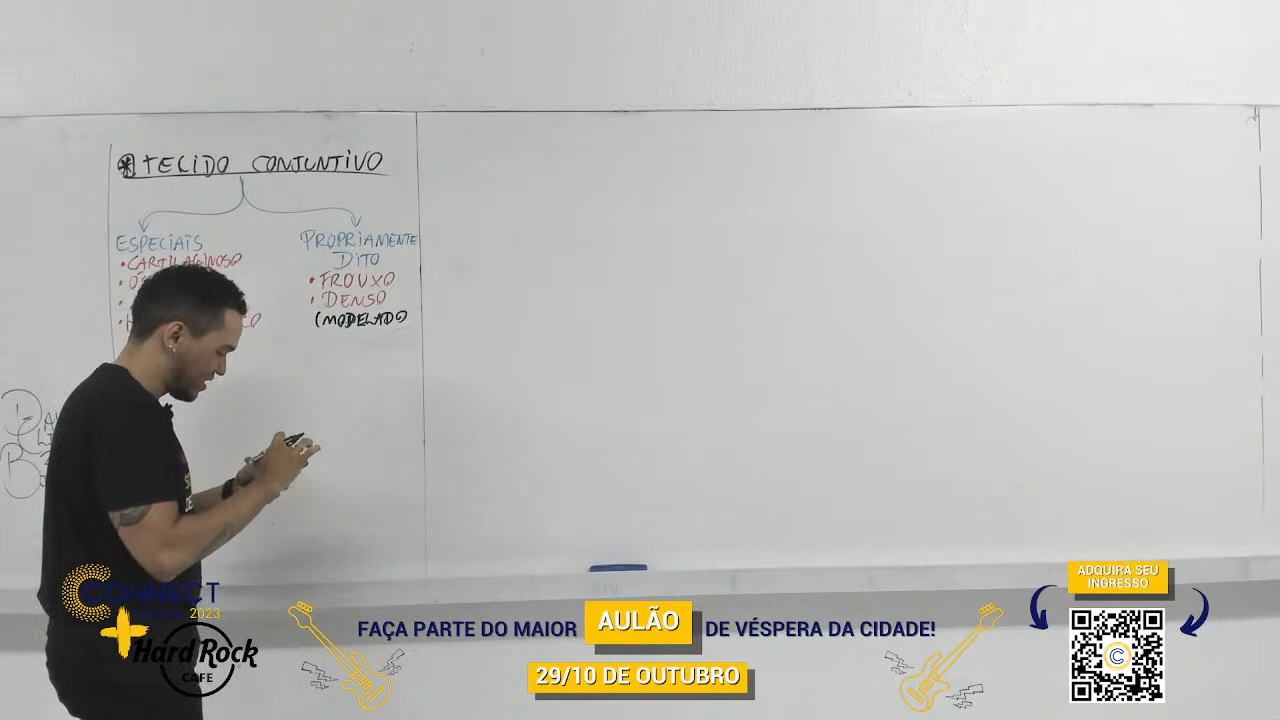 * TECIDO CONJUNTIVO
ESPECIAIS
• CARTILAGINOSO
PROPRIAMENTE
DITO
• FROUXO
• DENSO
(MODELADO
CONNECT
2023
+
Hard Rock
CAFE
FAÇA PARTE DO MAIOR AULÃO DE VÉSPERA DA CIDADE!
29/10 DE OUTUBRO
ADQUIRA SEU
INGRESSO